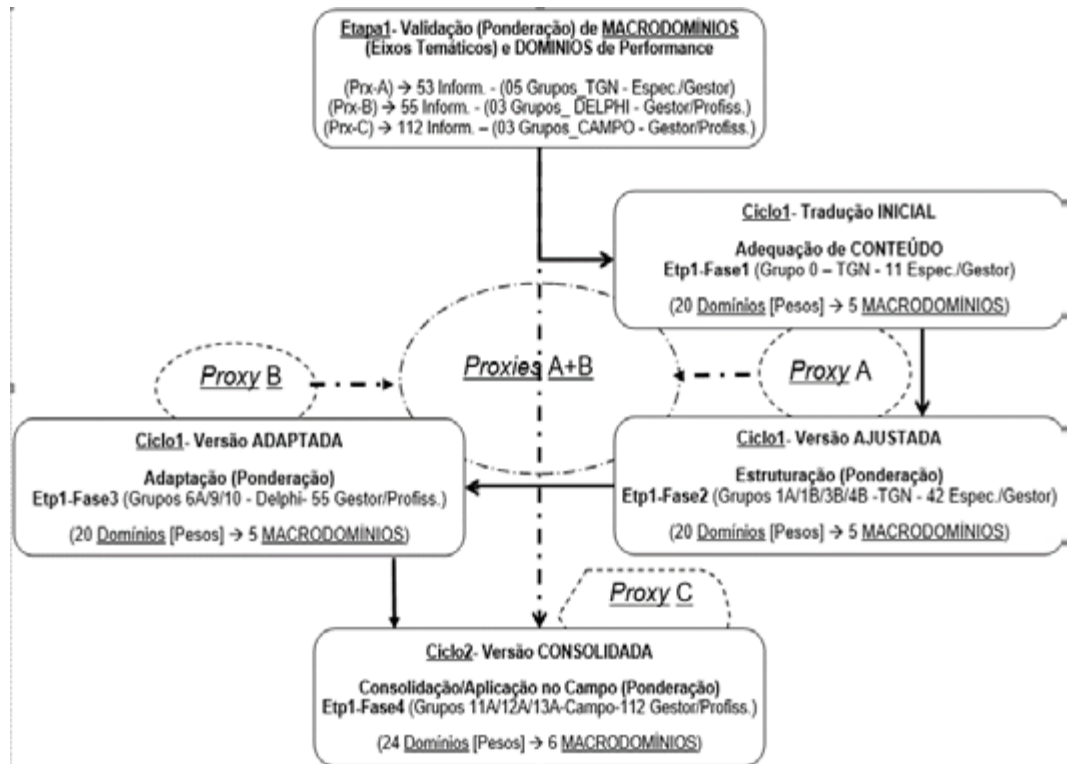 Etapa1- Validação (Ponderação) de MACRODOMÍNIOS
(Eixos Temáticos) e DOMINIOS de Performance
(Prx-A) → 53 Inform. - (05 Grupos_TGN - Espec./Gestor)
(Prx-B) → 55 Inform. - (03 Grupos_ DELPHI - Gestor/Profiss.)
(Prx-C) → 112 Inform. – (03 Grupos_CAMPO - Gestor/Profiss.)
Ciclo1- Tradução INICIAL
Adequação de CONTEÚDO
Etp1-Fase1 (Grupo 0 – TGN - 11 Espec./Gestor)
(20 Domínios [Pesos] → 5 MACRODOMÍNIOS)
Proxy B
Proxies A+B
Proxy A
Ciclo1- Versão ADAPTADA
Adaptação (Ponderação)
Etp1-Fase3 (Grupos 6A/9/10 - Delphi- 55 Gestor/Profiss.)
(20 Domínios [Pesos] → 5 MACRODOMÍNIOS)
Ciclo1- Versão AJUSTADA
Estruturação (Ponderação)
Etp1-Fase2 (Grupos 1A/1B/3B/4B -TGN - 42 Espec./Gestor)
(20 Domínios [Pesos] → 5 MACRODOMÍNIOS)
Proxy C
Ciclo2- Versão CONSOLIDADA
Consolidação/Aplicação no Campo (Ponderação)
Etp1-Fase4 (Grupos 11A/12A/13A-Campo-112 Gestor/Profiss.)
(24 Domínios [Pesos] → 6 MACRODOMÍNIOS)